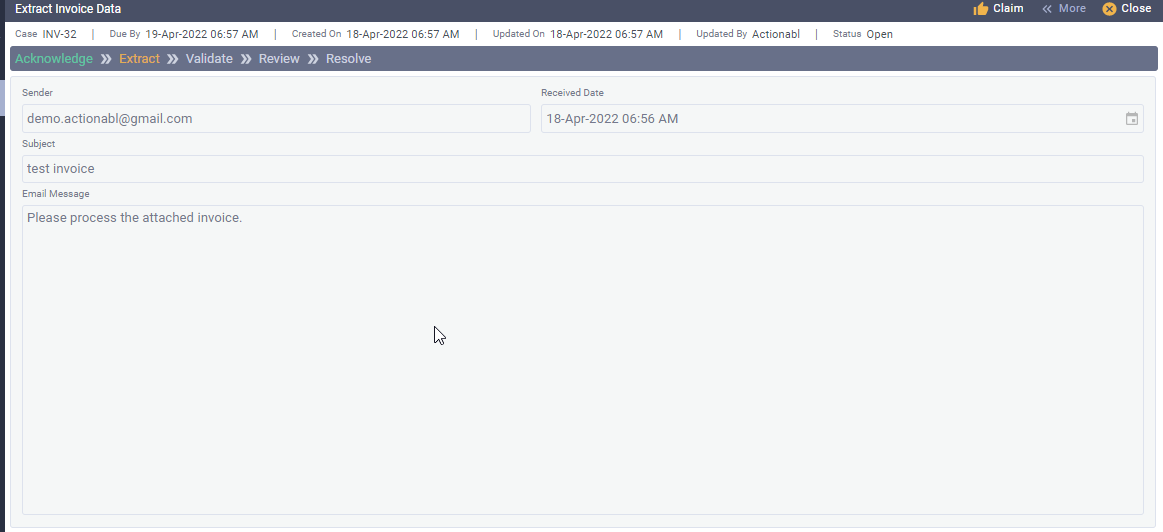 Extract Invoice Data Claim More Close
Case INV-32 | Due By 19-Apr-2022 06:57 AM | Created On 18-Apr-2022 06:57 AM | Updated On 18-Apr-2022 06:57 AM | Updated By Actionabl | Status Open
Acknowledge Extract Validate Review Resolve
Sender Received Date
demo.actionabl@gmail.com 18-Apr-2022 06:56 AM
Subject
test invoice
Email Message
Please process the attached invoice.